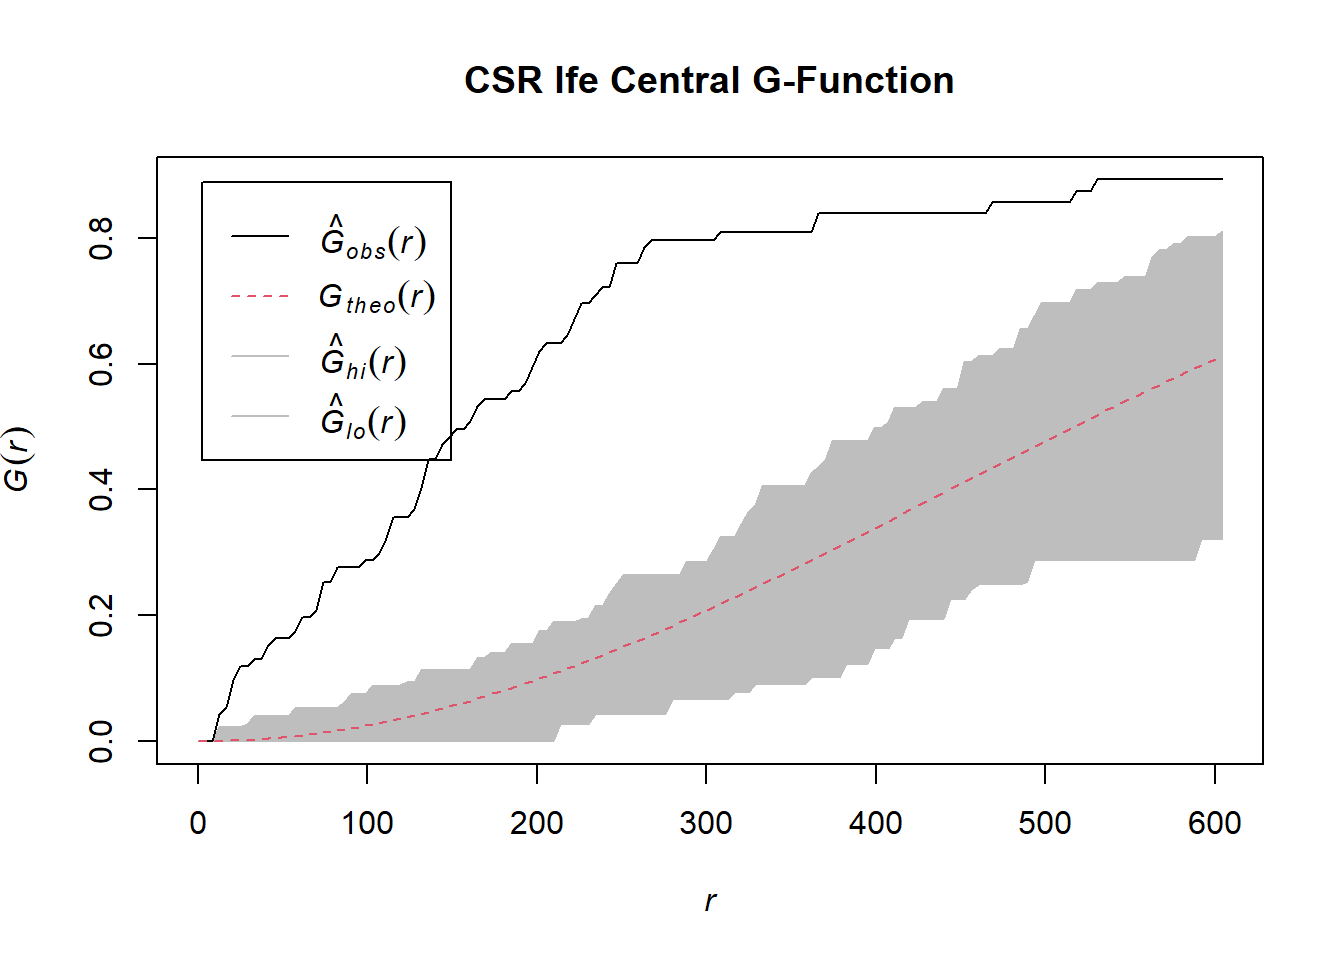 CSR Ife Central G-Function
Ĝobs(r)
Gtheo(r)
Ĝhi(r)
Ĝlo(r)
G(r)
0.8
0.6
0.4
0.2
0.0
0 100 200 300 400 500 600
r